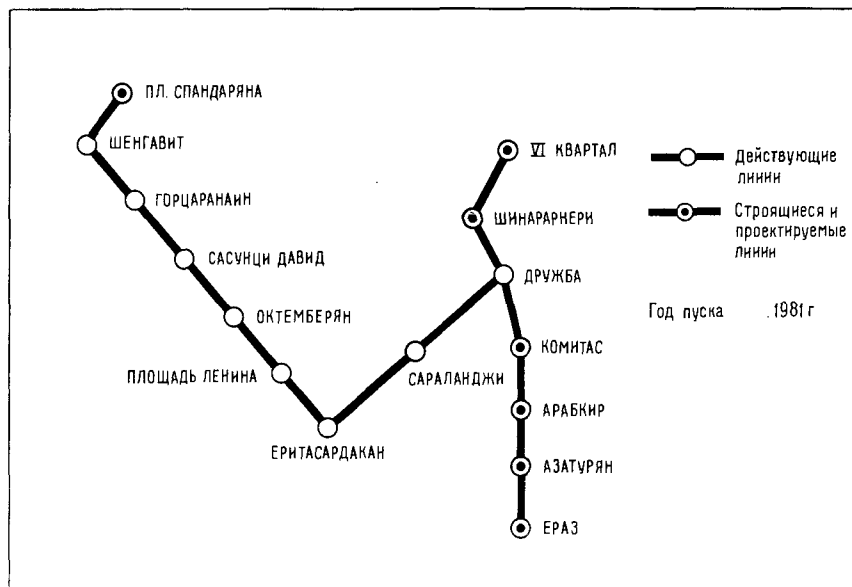 ПЛ. СПАНДАРЯНА
ШЕНГАВИТ
ГОРЦАРАНАИН
САСУНЦИ ДАВИД
ОКТЕМБЕРЯН
ПЛОЩАДЬ ЛЕНИНА
ЕРИТАСАРДАКАН
САРАЛАНДЖИ
VI КВАРТАЛ
ШИНАРАРНЕРИ
ДРУЖБА
КОМИТАС
АРАБКИР
АЗАТУРЯН
ЕРАЗ
Действующие
линии
Строящиеся и
проектируемые
линии
Год пуска . 1981 г